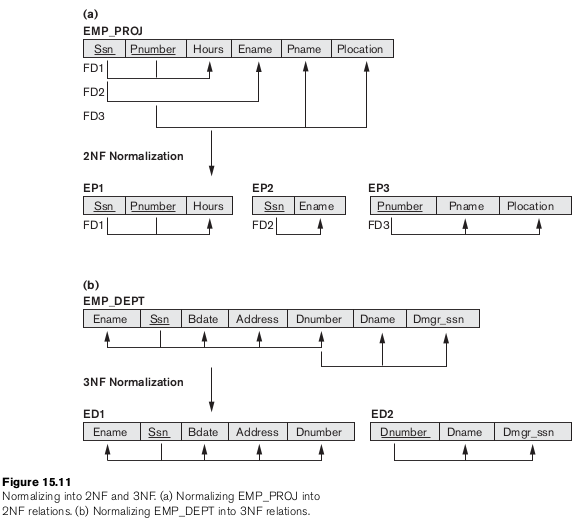 (a)
EMP_PROJ
Ssn Pnumber Hours Ename Pname Plocation
FD1
FD2
FD3
2NF Normalization
EP1 EP2 EP3
Ssn Pnumber Hours Ssn Ename Pnumber Pname Plocation
FD1 FD2 FD3
(b)
EMP_DEPT
Ename Ssn Bdate Address Dnumber Dname Dmgr_ssn
3NF Normalization
ED1 ED2
Ename Ssn Bdate Address Dnumber Dnumber Dname Dmgr_ssn
Figure 15.11
Normalizing into 2NF and 3NF. (a) Normalizing EMP_PROJ into
2NF relations. (b) Normalizing EMP_DEPT into 3NF relations.